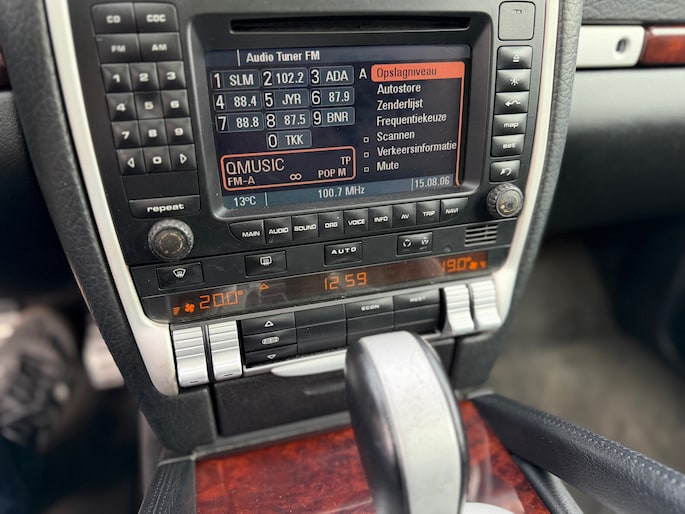 CD CDC
FM AM
1 2 3
4 5 6
7 8 9
0
repeat
Audio Tuner FM
1 SLM 2 102.2 3 ADA A
4 88.4 5 JYR 6 87.9
7 88.8 8 87.5 9 BNR
0 TKK
Opslagniveau
Autostore
Zenderlijst
Frequentiekeuze
Scannen
Verkeersinformatie
Mute
QMUSIC TP
FM-A ∞ POP M
13°C 100.7 MHz 15.08.06
map
set
MAIN AUDIO SOUND ORG VOICE INFO AV TRIP NAVI
AUTO
20.0° 12 59 19.0°
ECON REST